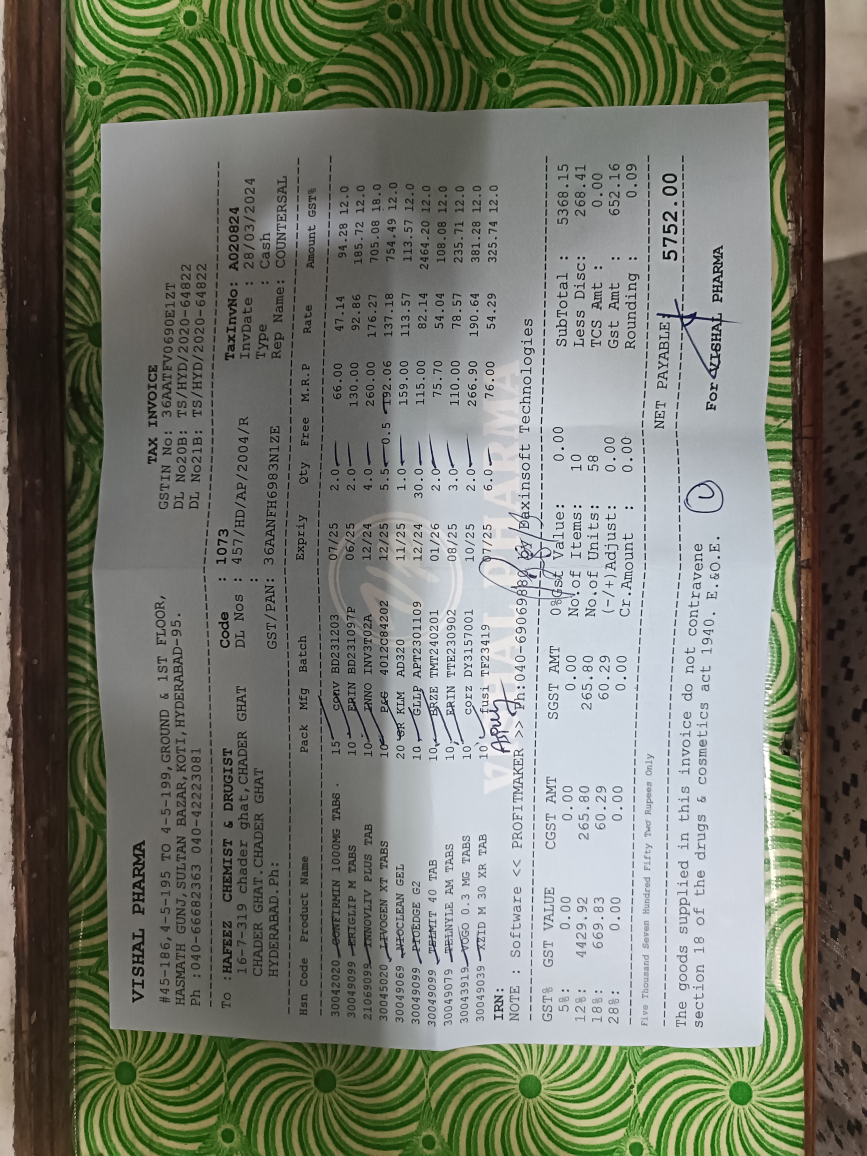 VISHAL PHARMA
#45-186,4-5-195 TO 4-5-199,GROUND & 1ST FLOOR,
HASMATH GUNJ,SULTAN BAZAR,KOTI,HYDERABAD-95.
Ph :040-66682363 040-42223081
TAX INVOICE
GSTIN No: 36AATFV0690E1ZT
DL No20B: TS/HYD/2020-64822
DL No21B: TS/HYD/2020-64822
To :HAFEEZ CHEMIST & DRUGIST
16-7-319 chader ghat,CHADER GHAT
CHADER GHAT.CHADER GHAT
HYDERABAD.Ph:
Code : 1073
DL Nos : 457/HD/AP/2004/R
:
GST/PAN: 36AANFH6983N1ZE
TaxInvNo: A020824
InvDate : 28/03/2024
Type : Cash
Rep Name: COUNTERSAL
Hsn Code Product Name Pack Mfg Batch Expriy Qty Free M.R.P Rate Amount GST%
30042020 CONFIRMIN 1000MG TABS . 15 conv BD231203 07/25 2.0 66.00 47.14 94.28 12.0
30049099 ERIGLIP M TABS 10 ERIN BD231097P 06/25 2.0 130.00 92.86 185.72 12.0
21069099 INNOVLIV PLUS TAB 10 INNO INV3T02A 12/24 4.0 260.00 176.27 705.08 18.0
30045020 LIVOGEN XT TABS 10 P&G 4012C84202 12/25 5.5 0.5 192.06 137.18 754.49 12.0
30049069 NIOCLEAN GEL 20 GR KLM AD320 11/25 1.0 159.00 113.57 113.57 12.0
30049099 PIOEDGE G2 10 GLLP APT2301109 12/24 30.0 115.00 82.14 2464.20 12.0
30049099 TELMIT 40 TAB 10 BRZE TMT240201 01/26 2.0 75.70 54.04 108.08 12.0
30049079 TELNYLE AM TABS 10 ERIN TTE230902 08/25 3.0 110.00 78.57 235.71 12.0
30043919 VOGO 0.3 MG TABS 10 corz DY3157001 10/25 2.0 266.90 190.64 381.28 12.0
30049039 AZID M 30 XR TAB 10 fusi TF23419 07/25 6.0 76.00 54.29 325.74 12.0
IRN:
NOTE : Software << PROFITMAKER >> Ph:040-69069880 By Daxinsoft Technologies
VISHAL PHARMA
GST% GST VALUE CGST AMT SGST AMT
5%: 0.00 0.00 0.00
12%: 4429.92 265.80 265.80
18%: 669.83 60.29 60.29
28%: 0.00 0.00 0.00
0%Gst Value: 0.00
No.of Items: 10
No.of Units: 58
(-/+)Adjust: 0.00
Cr.Amount : 0.00
SubTotal : 5368.15
Less Disc: 268.41
TCS Amt : 0.00
Gst Amt : 652.16
Rounding : 0.09
Five Thousand Seven Hundred Fifty Two Rupees Only
NET PAYABLE 5752.00
The goods supplied in this invoice do not contravene
section 18 of the drugs & cosmetics act 1940. E.&O.E.
For VISHAL PHARMA